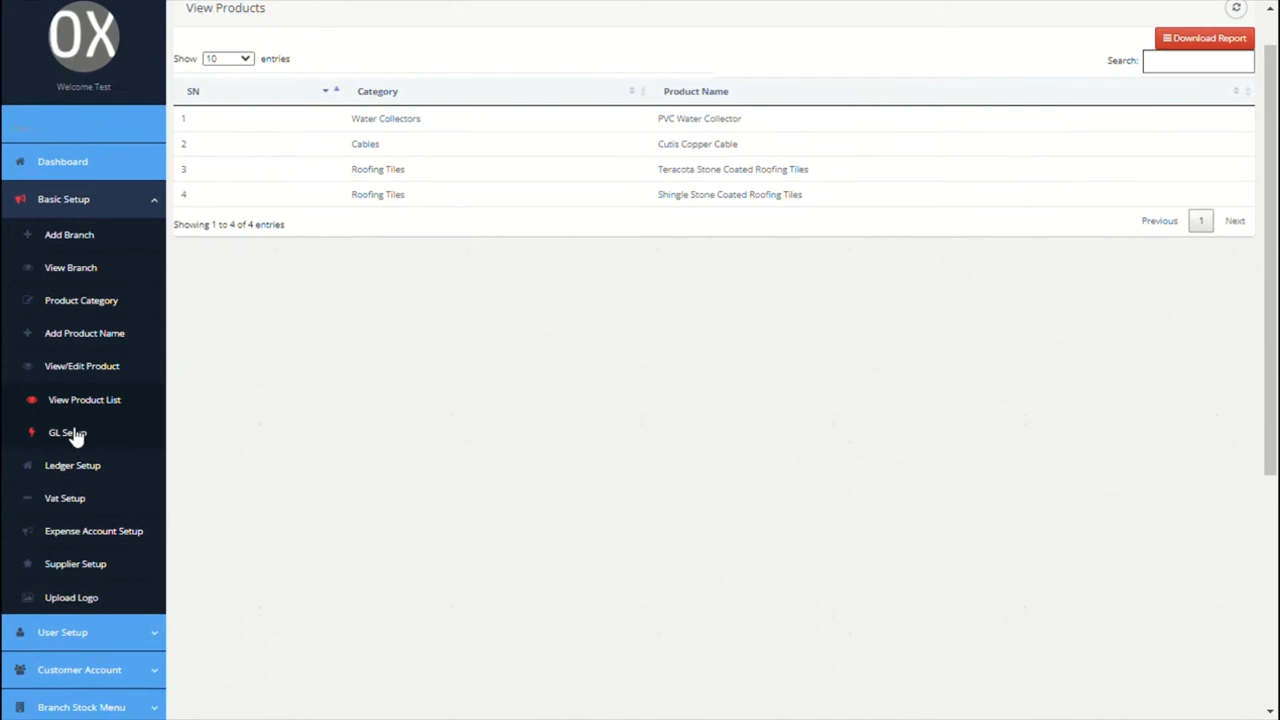 OX
Welcome Test
Dashboard
Basic Setup
Add Branch
View Branch
Product Category
Add Product Name
View/Edit Product
View Product List
GL Setup
Ledger Setup
Vat Setup
Expense Account Setup
Supplier Setup
Upload Logo
User Setup
Customer Account
Branch Stock Menu
View Products
Download Report
Show 10 entries
Search:
SN Category Product Name
1 Water Collectors PVC Water Collector
2 Cables Cutis Copper Cable
3 Roofing Tiles Teracota Stone Coated Roofing Tiles
4 Roofing Tiles Shingle Stone Coated Roofing Tiles
Showing 1 to 4 of 4 entries
Previous 1 Next